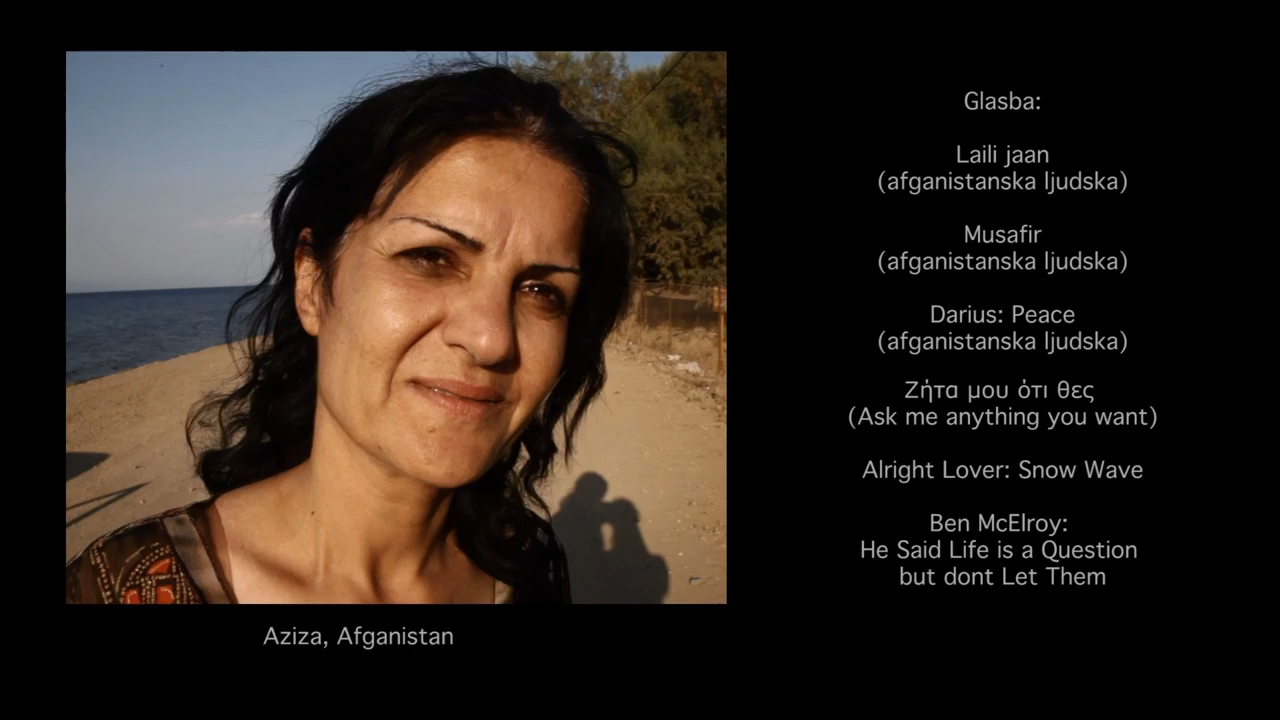 Glasba:
Laili jaan
(afganistanska ljudska)
Musafir
(afganistanska ljudska)
Darius: Peace
(afganistanska ljudska)
Ζήτα μου ότι θες
(Ask me anything you want)
Alright Lover: Snow Wave
Ben McElroy:
He Said Life is a Question
but dont Let Them
Aziza, Afganistan